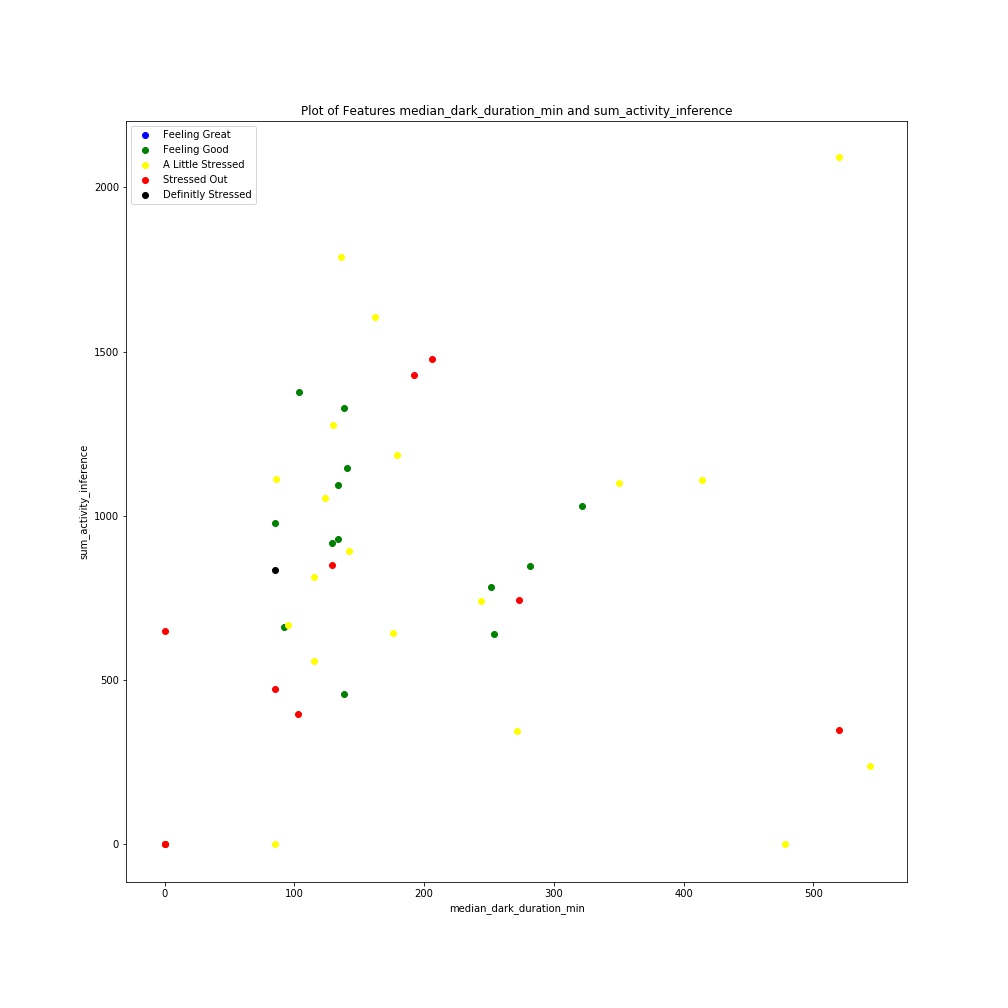 Plot of Features median_dark_duration_min and sum_activity_inference
Feeling Great
Feeling Good
A Little Stressed
Stressed Out
Definitly Stressed
2000
1500
1000
500
0
sum_activity_inference
0 100 200 300 400 500
median_dark_duration_min